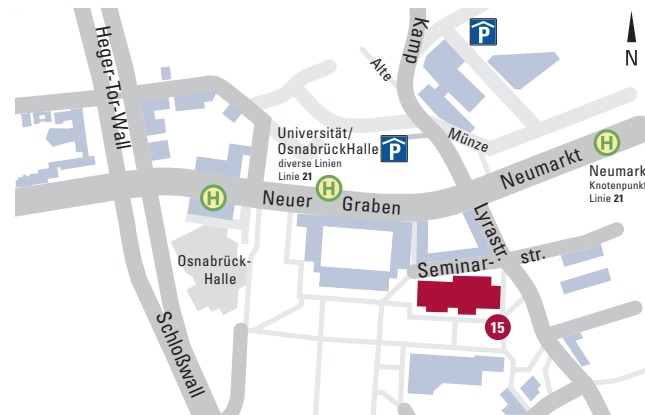 Heger-Tor-Wall
Kamp
P
N
Alte
Münze
Universität/
OsnabrückHalle
diverse Linien
Linie 21
P
H
Neumarkt
H
Neumark
Knotenpunkt
Linie 21
H
Neuer Graben
Lyrastr.
Osnabrück-
Halle
Seminar- str.
15
Schloßwall